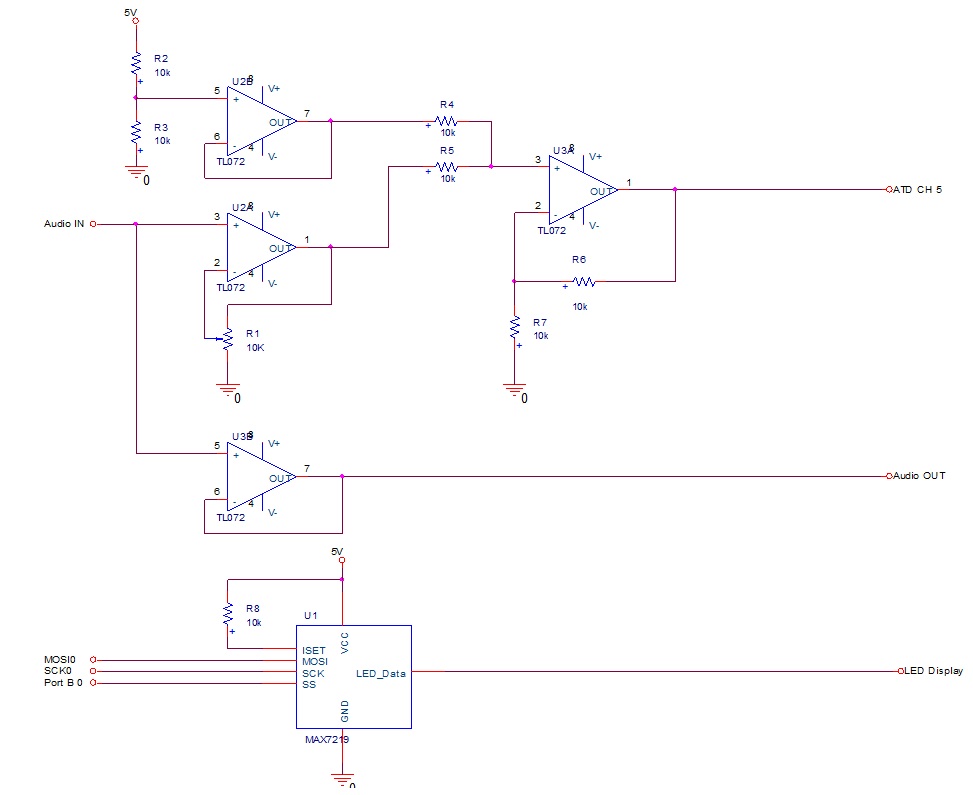 5V
R2
10k
+
R3
10k
+
0
5
6
+
-
U2B
8
V+
OUT
7
4
V-
TL072
R4
+
10k
R5
+
10k
Audio IN
3
2
+
-
U2A
8
V+
OUT
1
4
V-
TL072
R1
10K
0
3
2
+
-
U3A
8
V+
OUT
1
4
V-
TL072
ATD CH 5
R6
+
10k
R7
10k
+
0
5
6
+
-
U3B
8
V+
OUT
7
4
V-
TL072
Audio OUT
5V
R8
10k
+
U1
VCC
ISET
MOSI
SCK
SS
LED_Data
GND
MAX7219
MOSI0
SCK0
Port B 0
LED Display
0